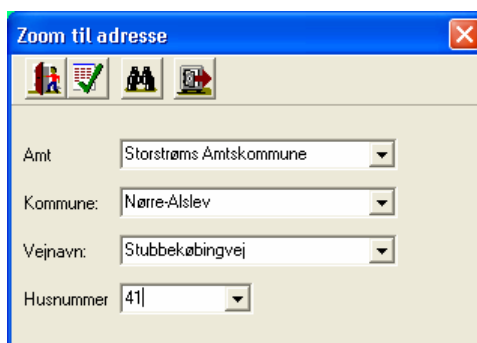 Zoom til adresse
Amt Storstrøms Amtskommune
Kommune: Nørre-Alslev
Vejnavn: Stubbekøbingvej
Husnummer 41